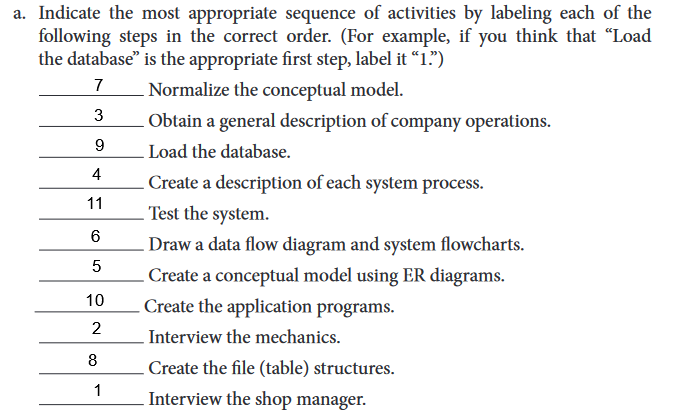 a. Indicate the most appropriate sequence of activities by labeling each of the
following steps in the correct order. (For example, if you think that “Load
the database” is the appropriate first step, label it “1.”)
7 Normalize the conceptual model.
3 Obtain a general description of company operations.
9 Load the database.
4 Create a description of each system process.
11 Test the system.
6 Draw a data flow diagram and system flowcharts.
5 Create a conceptual model using ER diagrams.
10 Create the application programs.
2 Interview the mechanics.
8 Create the file (table) structures.
1 Interview the shop manager.